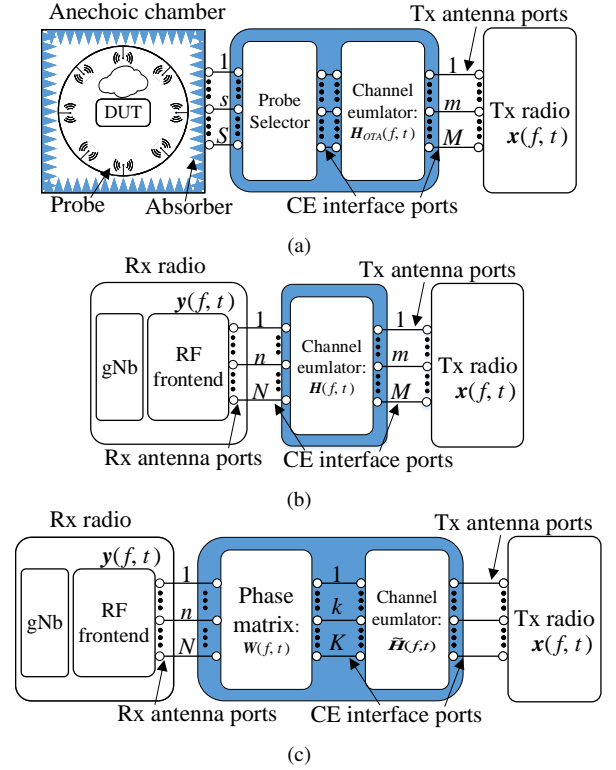 Anechoic chamber
Tx antenna ports
1
s
S
DUT
Probe
Selector
Channel
eumlator:
H_OTA(f, t)
1
m
M
Tx radio
x(f, t)
Probe
Absorber
CE interface ports
(a)
Rx radio
y(f, t)
Tx antenna ports
gNb
RF
frontend
1
n
N
Channel
eumlator:
H(f, t)
1
m
M
Tx radio
x(f, t)
Rx antenna ports
CE interface ports
(b)
Rx radio
y(f, t)
Tx antenna ports
gNb
RF
frontend
1
n
N
Phase
matrix:
W(f, t)
1
k
K
Channel
eumlator:
H̃(f,t)
Tx radio
x(f, t)
Rx antenna ports
CE interface ports
(c)